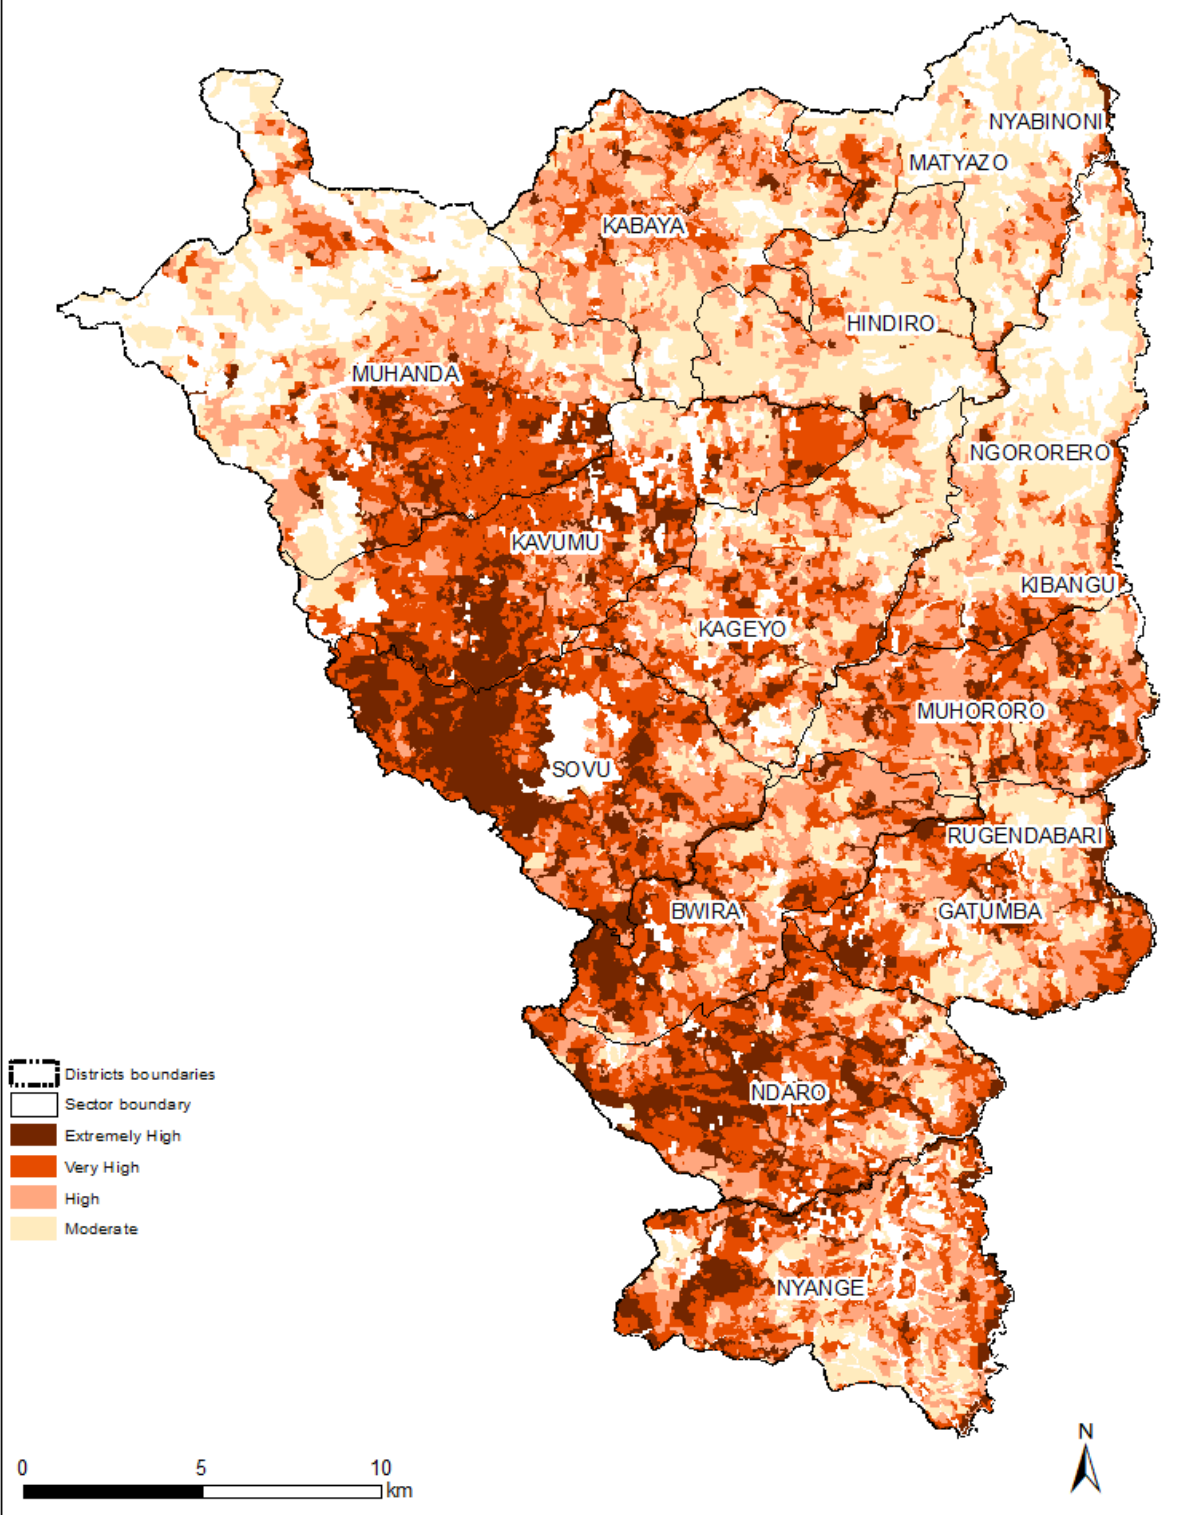 NYABINONI
MATYAZO
KABAYA
HINDIRO
MUHANDA
NGORORERO
KAVUMU
KIBANGU
KAGEYO
MUHORORO
SOVU
RUGENDABARI
BWIRA
GATUMBA
NDARO
NYANGE
Districts boundaries
Sector boundary
Extremely High
Very High
High
Moderate
0 5 10
km
N